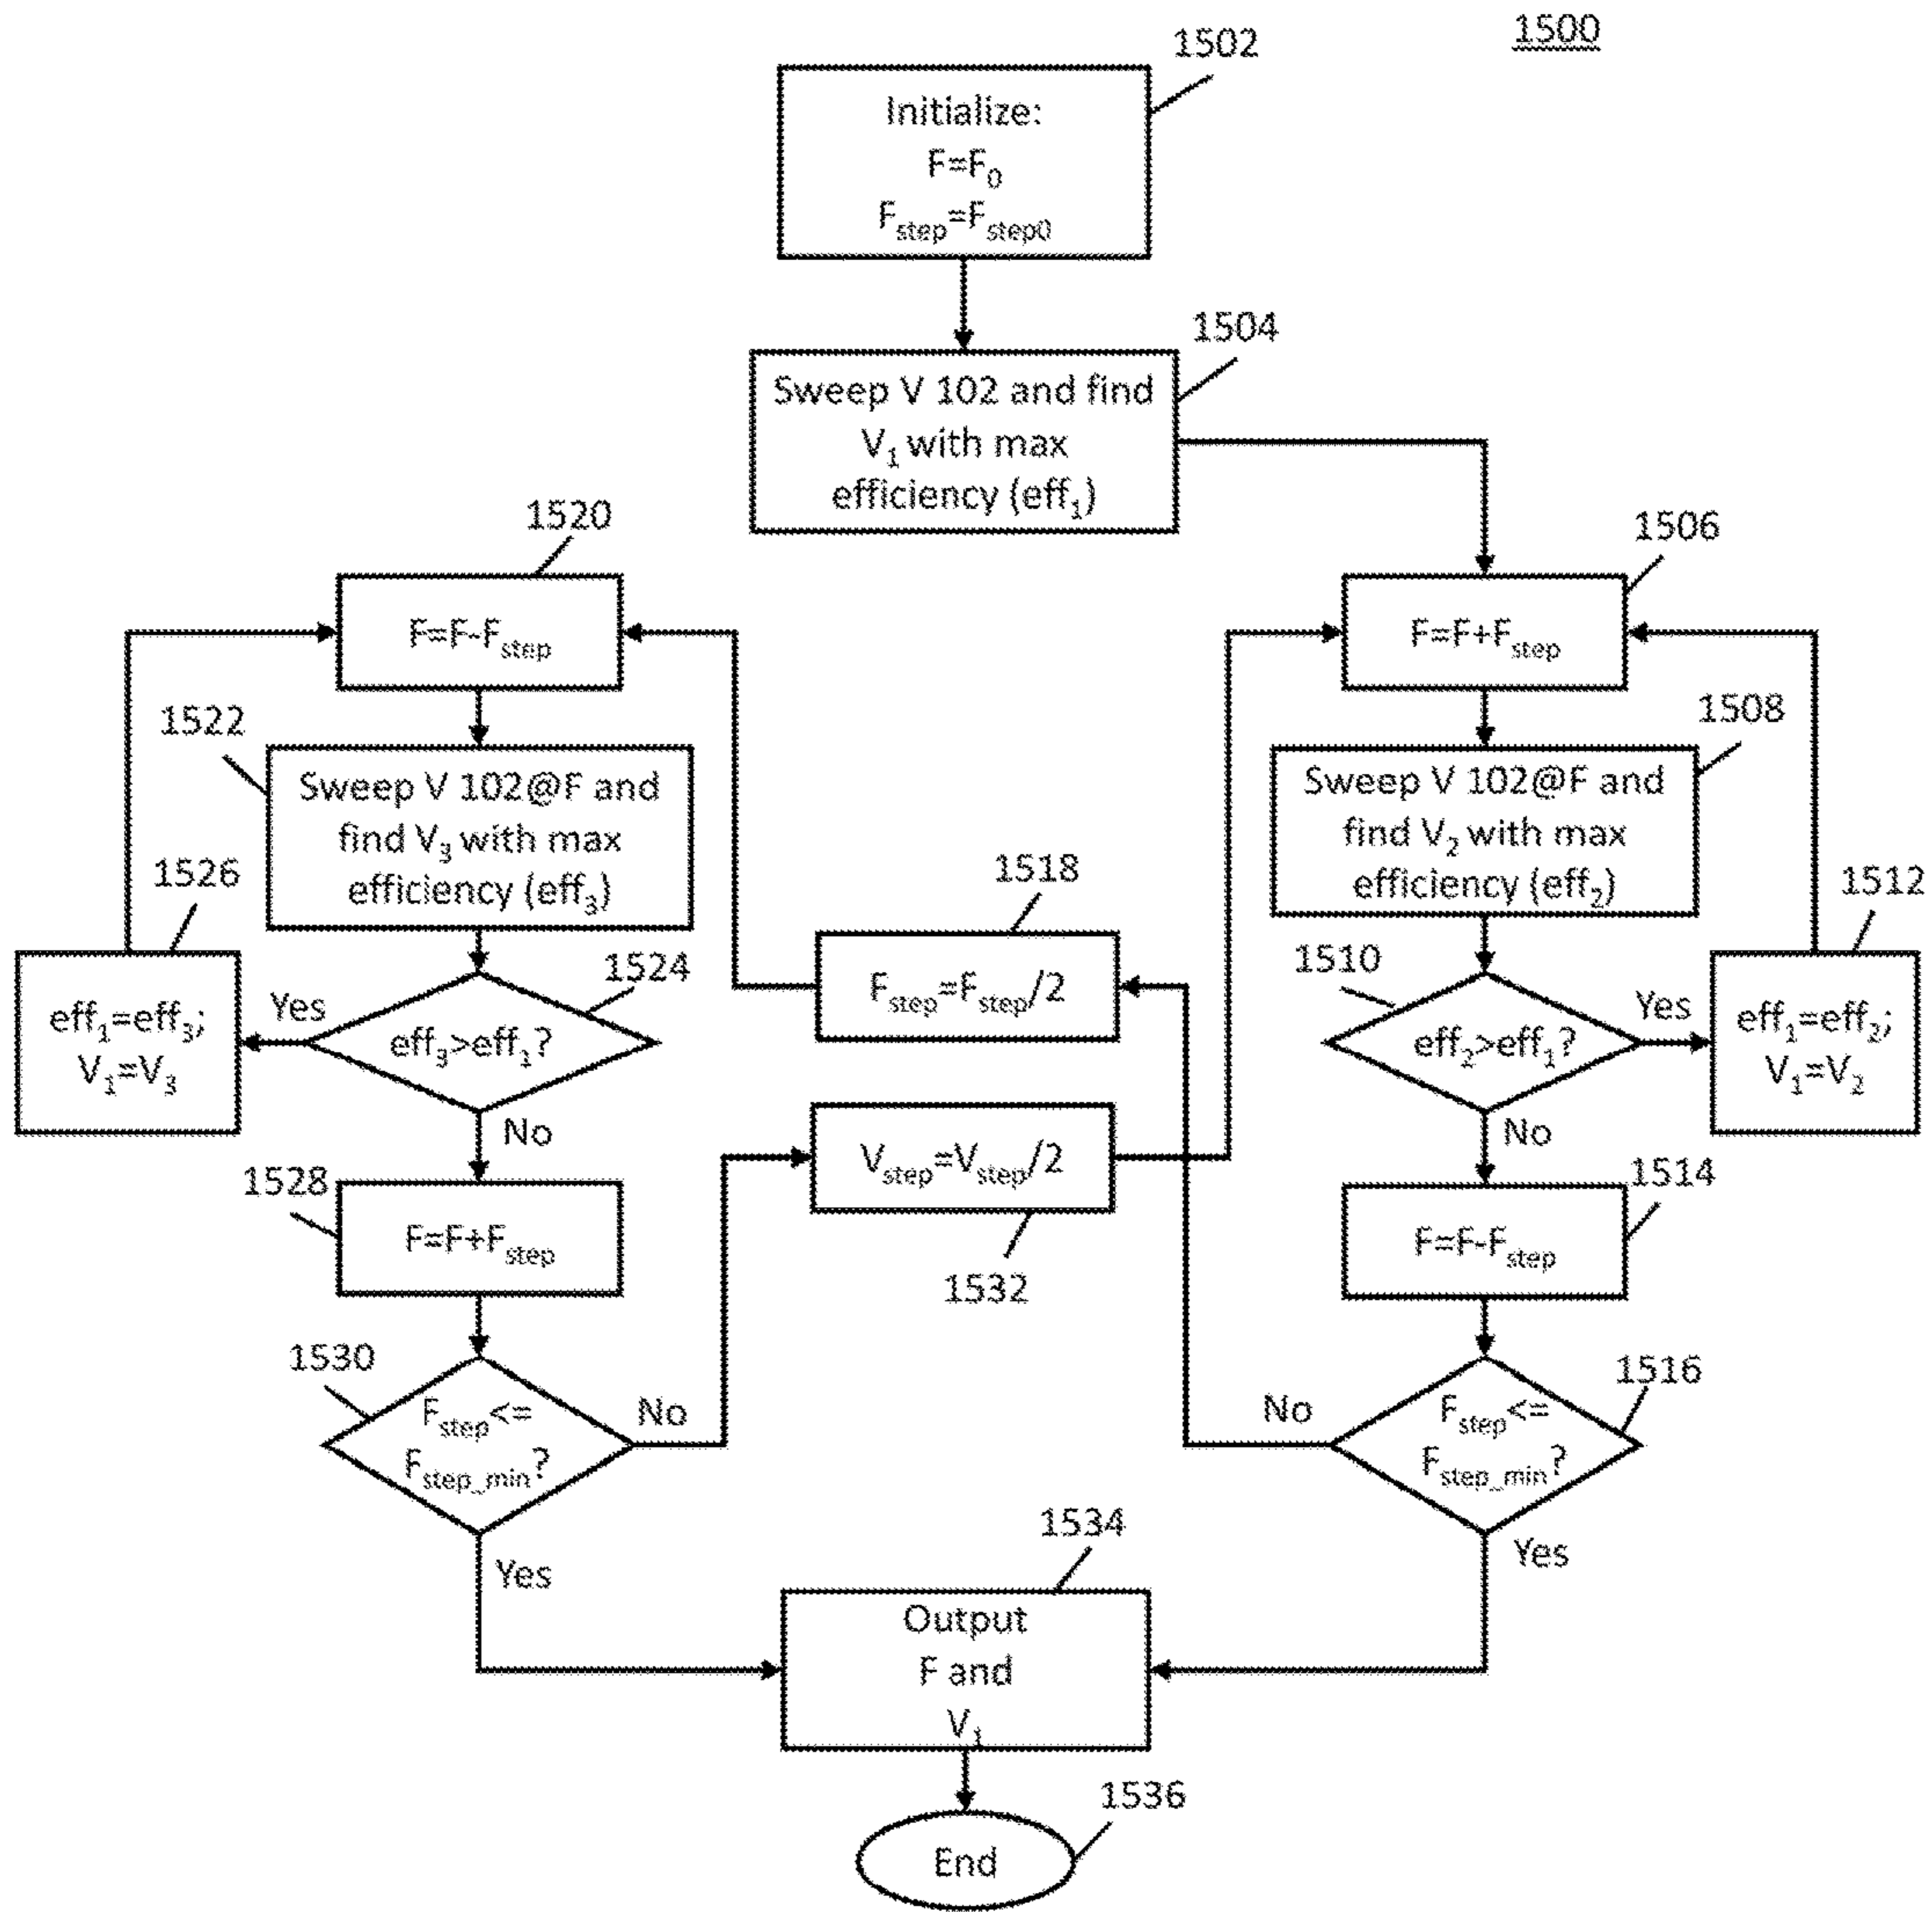 1500
1502
Initialize:
F=F₀
Fstep=Fstep0
1504
Sweep V 102 and find
V₁ with max
efficiency (eff₁)
1506
F=F+Fstep
1508
Sweep V 102@F and
find V₂ with max
efficiency (eff₂)
1510
eff₂>eff₁?
Yes
1512
eff₁=eff₂;
V₁=V₂
No
1514
F=F-Fstep
1516
Fstep<=
Fstep_min?
No
Yes
1518
Fstep=Fstep/2
1520
F=F-Fstep
1522
Sweep V 102@F and
find V₃ with max
efficiency (eff₃)
1524
eff₃>eff₁?
Yes
1526
eff₁=eff₃;
V₁=V₃
No
1528
F=F+Fstep
1530
Fstep<=
Fstep_min?
No
Yes
Vstep=Vstep/2
1532
1534
Output
F and
V₁
1536
End